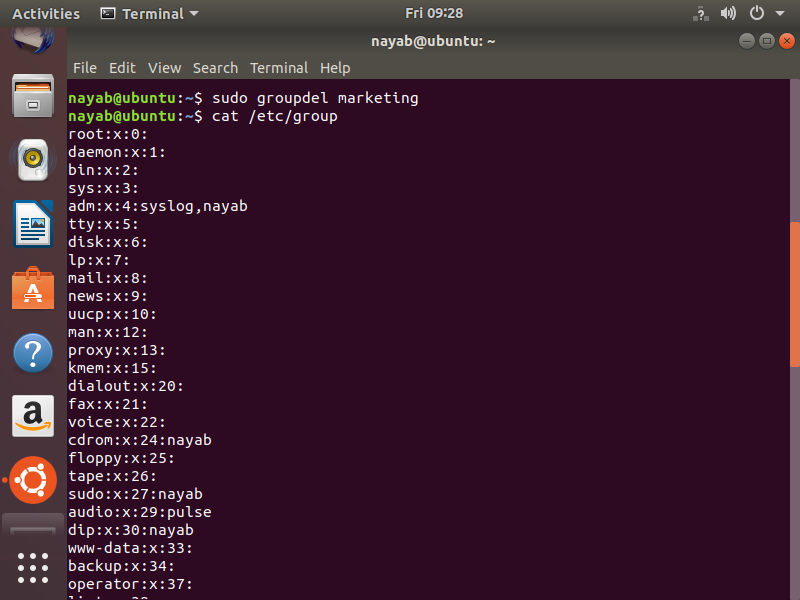 Activities Terminal Fri 09:28
nayab@ubuntu: ~
File Edit View Search Terminal Help
nayab@ubuntu:~$ sudo groupdel marketing
nayab@ubuntu:~$ cat /etc/group
root:x:0:
daemon:x:1:
bin:x:2:
sys:x:3:
adm:x:4:syslog,nayab
tty:x:5:
disk:x:6:
lp:x:7:
mail:x:8:
news:x:9:
uucp:x:10:
man:x:12:
proxy:x:13:
kmem:x:15:
dialout:x:20:
fax:x:21:
voice:x:22:
cdrom:x:24:nayab
floppy:x:25:
tape:x:26:
sudo:x:27:nayab
audio:x:29:pulse
dip:x:30:nayab
www-data:x:33:
backup:x:34:
operator:x:37: